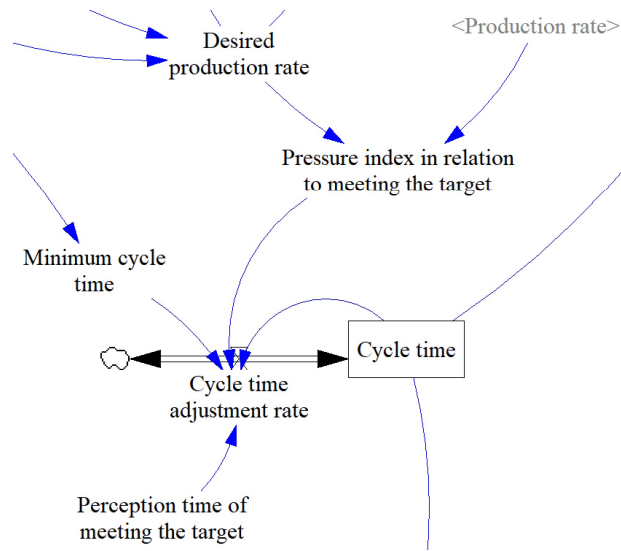 Desired
production rate
<Production rate>
Pressure index in relation
to meeting the target
Minimum cycle
time
Cycle time
Cycle time
adjustment rate
Perception time of
meeting the target